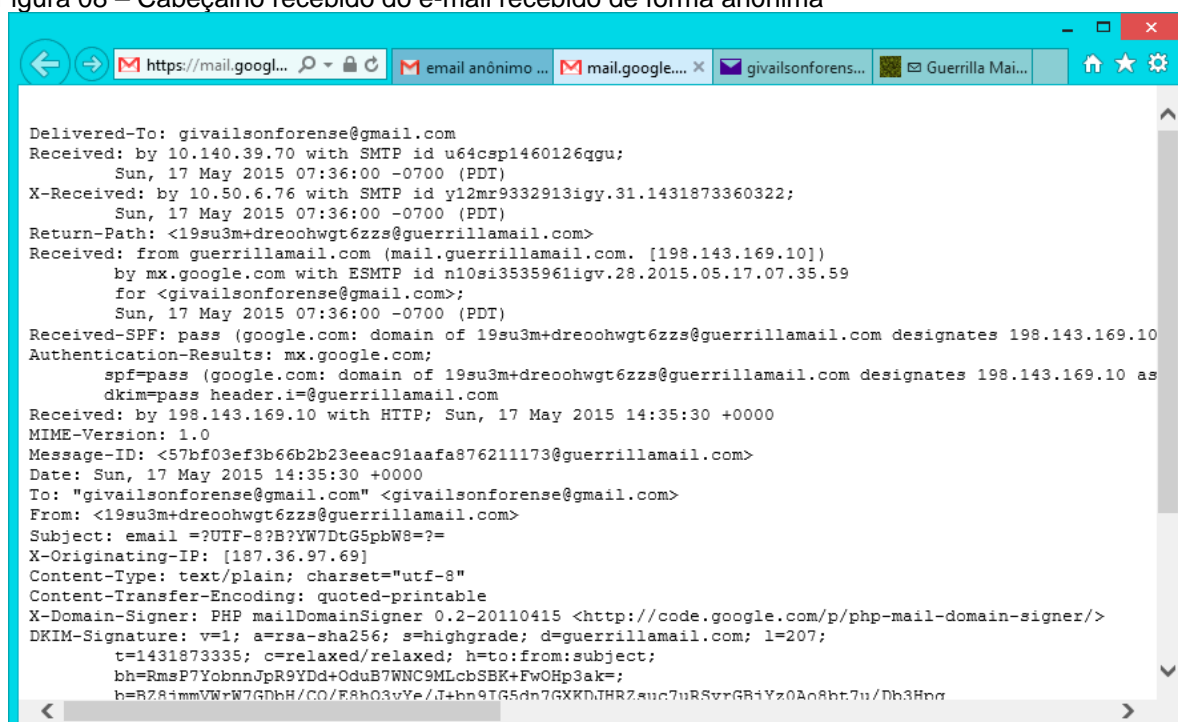 igura 08 – Cabeçalho recebido do e-mail recebido de forma anônima
https://mail.googl... email anônimo ... mail.google.... givailsonforens... Guerrilla Mai...
Delivered-To: givailsonforense@gmail.com
Received: by 10.140.39.70 with SMTP id u64csp1460126qgu;
Sun, 17 May 2015 07:36:00 -0700 (PDT)
X-Received: by 10.50.6.76 with SMTP id y12mr9332913igy.31.1431873360322;
Sun, 17 May 2015 07:36:00 -0700 (PDT)
Return-Path: <19su3m+dreoohwgt6zzs@guerrillamail.com>
Received: from guerrillamail.com (mail.guerrillamail.com. [198.143.169.10])
by mx.google.com with ESMTP id n10si3535961igv.28.2015.05.17.07.35.59
for <givailsonforense@gmail.com>;
Sun, 17 May 2015 07:36:00 -0700 (PDT)
Received-SPF: pass (google.com: domain of 19su3m+dreoohwgt6zzs@guerrillamail.com designates 198.143.169.10
Authentication-Results: mx.google.com;
spf=pass (google.com: domain of 19su3m+dreoohwgt6zzs@guerrillamail.com designates 198.143.169.10 as
dkim=pass header.i=@guerrillamail.com
Received: by 198.143.169.10 with HTTP; Sun, 17 May 2015 14:35:30 +0000
MIME-Version: 1.0
Message-ID: <57bf03ef3b66b2b23eeac91aafa876211173@guerrillamail.com>
Date: Sun, 17 May 2015 14:35:30 +0000
To: "givailsonforense@gmail.com" <givailsonforense@gmail.com>
From: <19su3m+dreoohwgt6zzs@guerrillamail.com>
Subject: email =?UTF-8?B?YW7DtG5pbW8=?=
X-Originating-IP: [187.36.97.69]
Content-Type: text/plain; charset="utf-8"
Content-Transfer-Encoding: quoted-printable
X-Domain-Signer: PHP mailDomainSigner 0.2-20110415 <http://code.google.com/p/php-mail-domain-signer/>
DKIM-Signature: v=1; a=rsa-sha256; s=highgrade; d=guerrillamail.com; l=207;
t=1431873335; c=relaxed/relaxed; h=to:from:subject;
bh=RmsP7YobnnJpR9YDd+OduB7WNC9MLcbSBK+FwOHp3ak=;